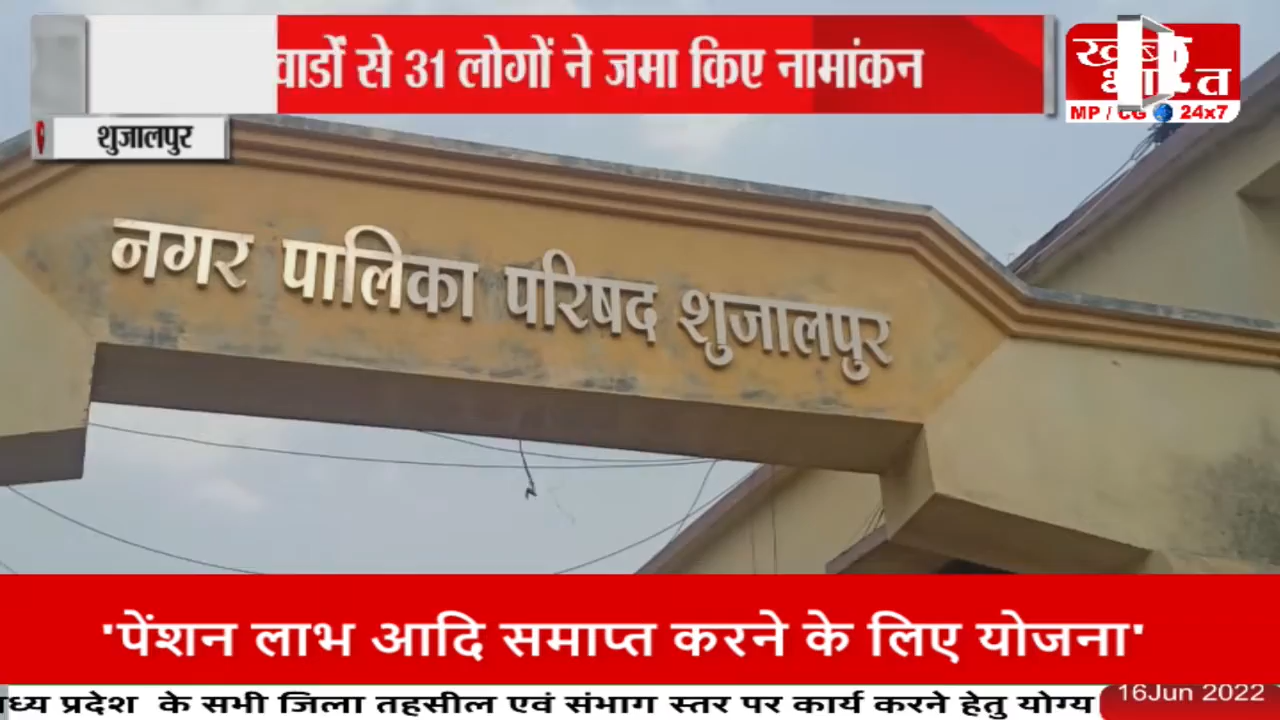 वार्डों से 31 लोगों ने जमा किए नामांकन
MP / CG 24x7
शुजालपुर
नगर पालिका परिषद शुजालपुर
'पेंशन लाभ आदि समाप्त करने के लिए योजना'
प्रदेश के सभी जिला तहसील एवं संभाग स्तर पर कार्य करने हेतु योग्य
16Jun 2022